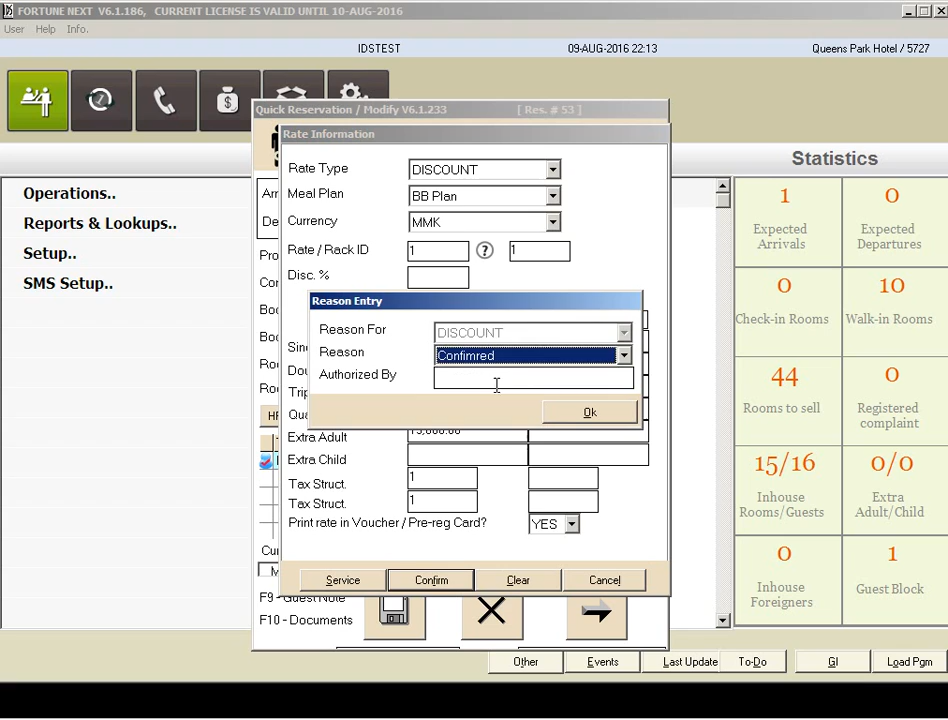 FORTUNE NEXT V6.1.186, CURRENT LICENSE IS VALID UNTIL 10-AUG-2016
User Help Info.
IDSTEST 09-AUG-2016 22:13 Queens Park Hotel / 5727
Quick Reservation / Modify V6.1.233 [ Res. # 53 ]
Rate Information
Rate Type DISCOUNT
Meal Plan BB Plan
Currency MMK
Rate / Rack ID 1 ? 1
Disc. %
Reason Entry
Reason For DISCOUNT
Reason Confimred
Authorized By
Ok
Extra Adult
Extra Child
Tax Struct. 1
Tax Struct. 1
Print rate in Voucher / Pre-reg Card? YES
Service Confirm Clear Cancel
F9 - Guest Note
F10 - Documents
Operations..
Reports & Lookups..
Setup..
SMS Setup..
Statistics
1 0
Expected Arrivals Expected Departures
0 10
Check-in Rooms Walk-in Rooms
44 0
Rooms to sell Registered complaint
15/16 0/0
Inhouse Rooms/Guests Extra Adult/Child
0 1
Inhouse Foreigners Guest Block
Other Events Last Update To-Do GI Load Pgm